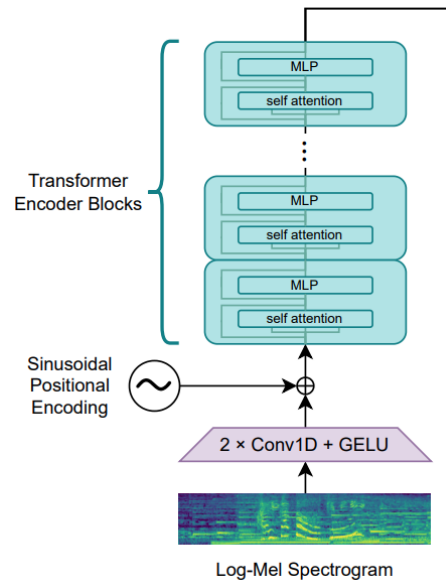 MLP
self attention
Transformer
Encoder Blocks
MLP
self attention
MLP
self attention
Sinusoidal
Positional
Encoding
2 × Conv1D + GELU
Log-Mel Spectrogram